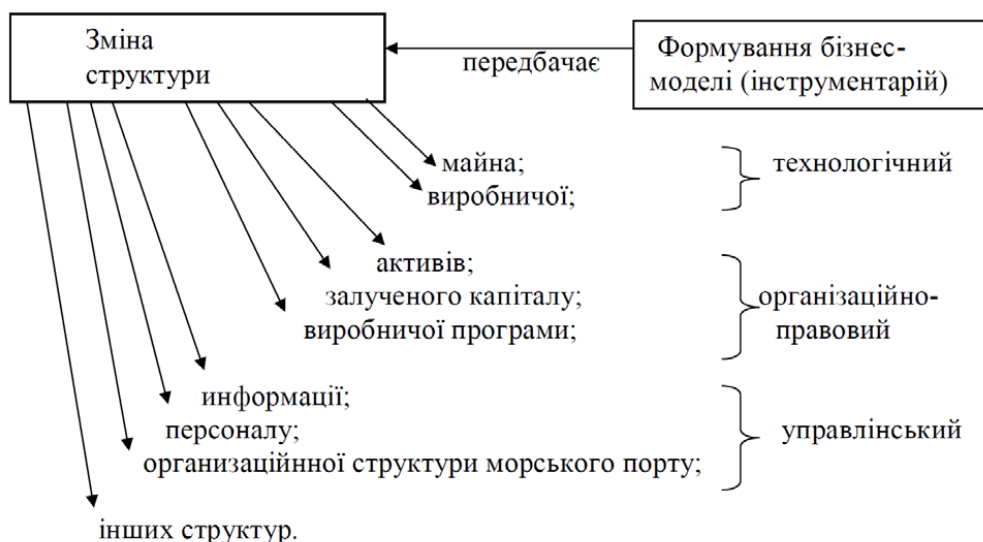 Зміна
структури
передбачає
Формування бізнес-
моделі (інструментарій)
майна;
виробничої;
технологічний
активів;
залученого капіталу;
виробничої програми;
організаційно-
правовий
информації;
персоналу;
организаційнної структури морського порту;
управлінський
інших структур.